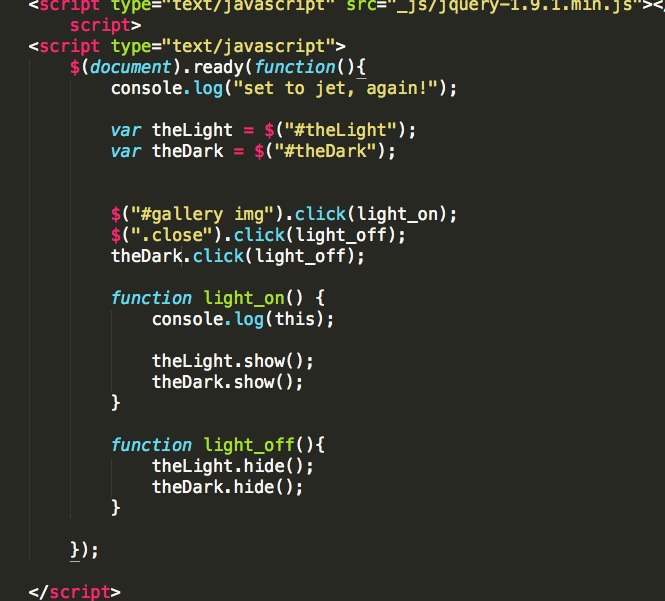 <script type="text/javascript" src="_js/jquery-1.9.1.min.js"></
script>
<script type="text/javascript">
$(document).ready(function(){
console.log("set to jet, again!");
var theLight = $("#theLight");
var theDark = $("#theDark");
$("#gallery img").click(light_on);
$(".close").click(light_off);
theDark.click(light_off);
function light_on() {
console.log(this);
theLight.show();
theDark.show();
}
function light_off(){
theLight.hide();
theDark.hide();
}
});
</script>